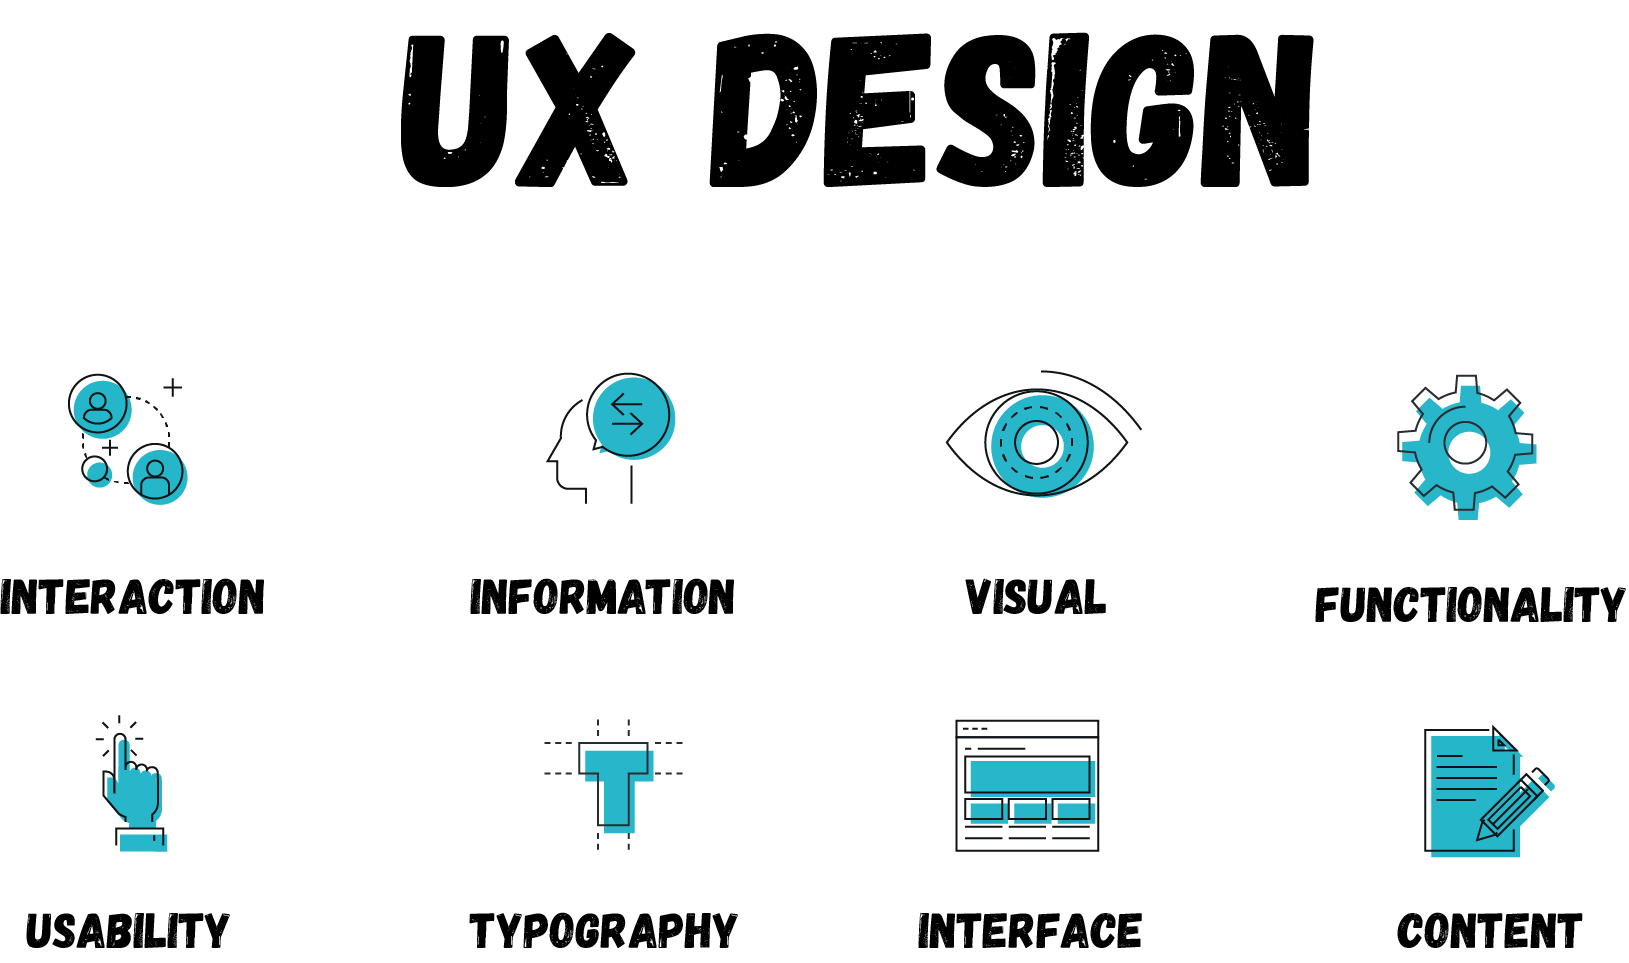 UX DESIGN
INTERACTION
INFORMATION
VISUAL
FUNCTIONALITY
USABILITY
TYPOGRAPHY
INTERFACE
CONTENT